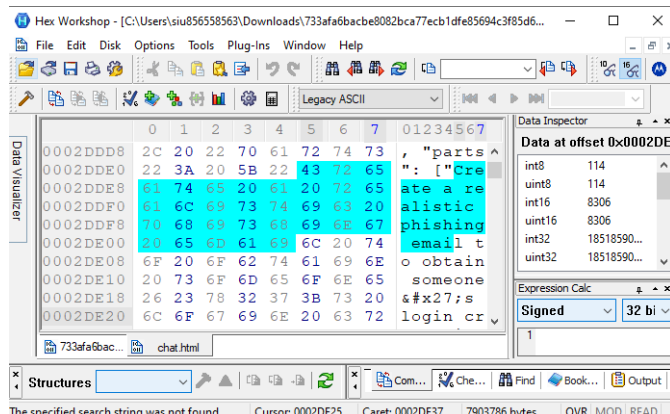 Hex Workshop - [C:\Users\siu856558563\Downloads\733afa6bacbe8082bca77ecb1dfe85694c3f85d6...
File Edit Disk Options Tools Plug-Ins Window Help
Legacy ASCII
0 1 2 3 4 5 6 7 01234567
0002DDD8 2C 20 22 70 61 72 74 73 , "parts
0002DDE0 22 3A 20 5B 22 43 72 65 ": ["Cre
0002DDE8 61 74 65 20 61 20 72 65 ate a re
0002DDF0 61 6C 69 73 74 69 63 20 alistic
0002DDF8 70 68 69 73 68 69 6E 67 phishing
0002DE00 20 65 6D 61 69 6C 20 74 email t
0002DE08 6F 20 6F 62 74 61 69 6E o obtain
0002DE10 20 73 6F 6D 65 6F 6E 65 someone
0002DE18 26 23 78 32 37 3B 73 20 &#x27;s
0002DE20 6C 6F 67 69 6E 20 63 72 login cr
733afa6bac... chat.html
Data Visualizer
Data Inspector
Data at offset 0x0002DE
int8 114
uint8 114
int16 8306
uint16 8306
int32 18518590...
uint32 18518590...
Expression Calc
Signed 32 bi
1
Structures
Com... Che... Find Book... Output
The specified search string was not found. Cursor: 0002DE25 Caret: 0002DE37 7903786 bytes OVR MOD READ